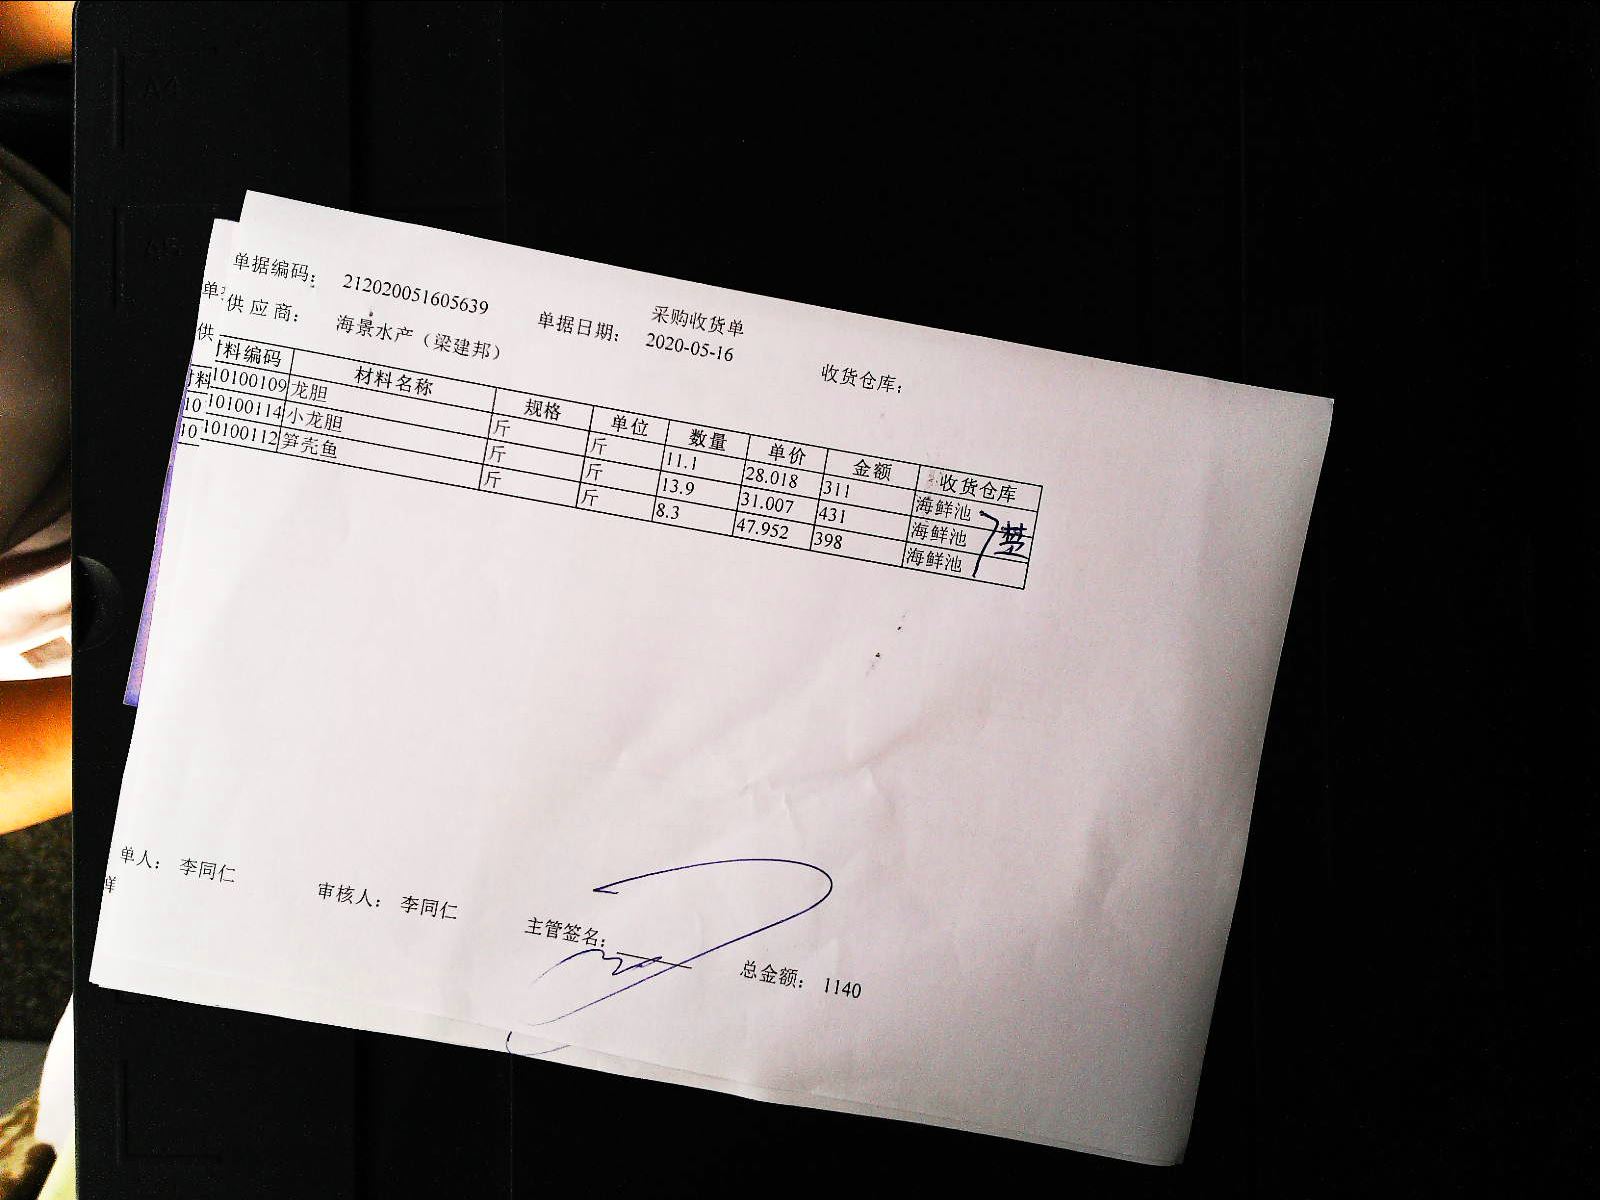 采购收货单
单据编码： 212020051605639 单据日期： 2020-05-16 收货仓库：
供应商： 海景水产（梁建邦）
料编码 材料名称 规格 单位 数量 单价 金额 收货仓库
10100109 龙胆 斤 斤 11.1 28.018 311 海鲜池
10100114 小龙胆 斤 斤 13.9 31.007 431 海鲜池
10100112 笋壳鱼 斤 斤 8.3 47.952 398 海鲜池
单
供
料
10
10
单人： 李同仁 审核人： 李同仁 主管签名： 总金额： 1140